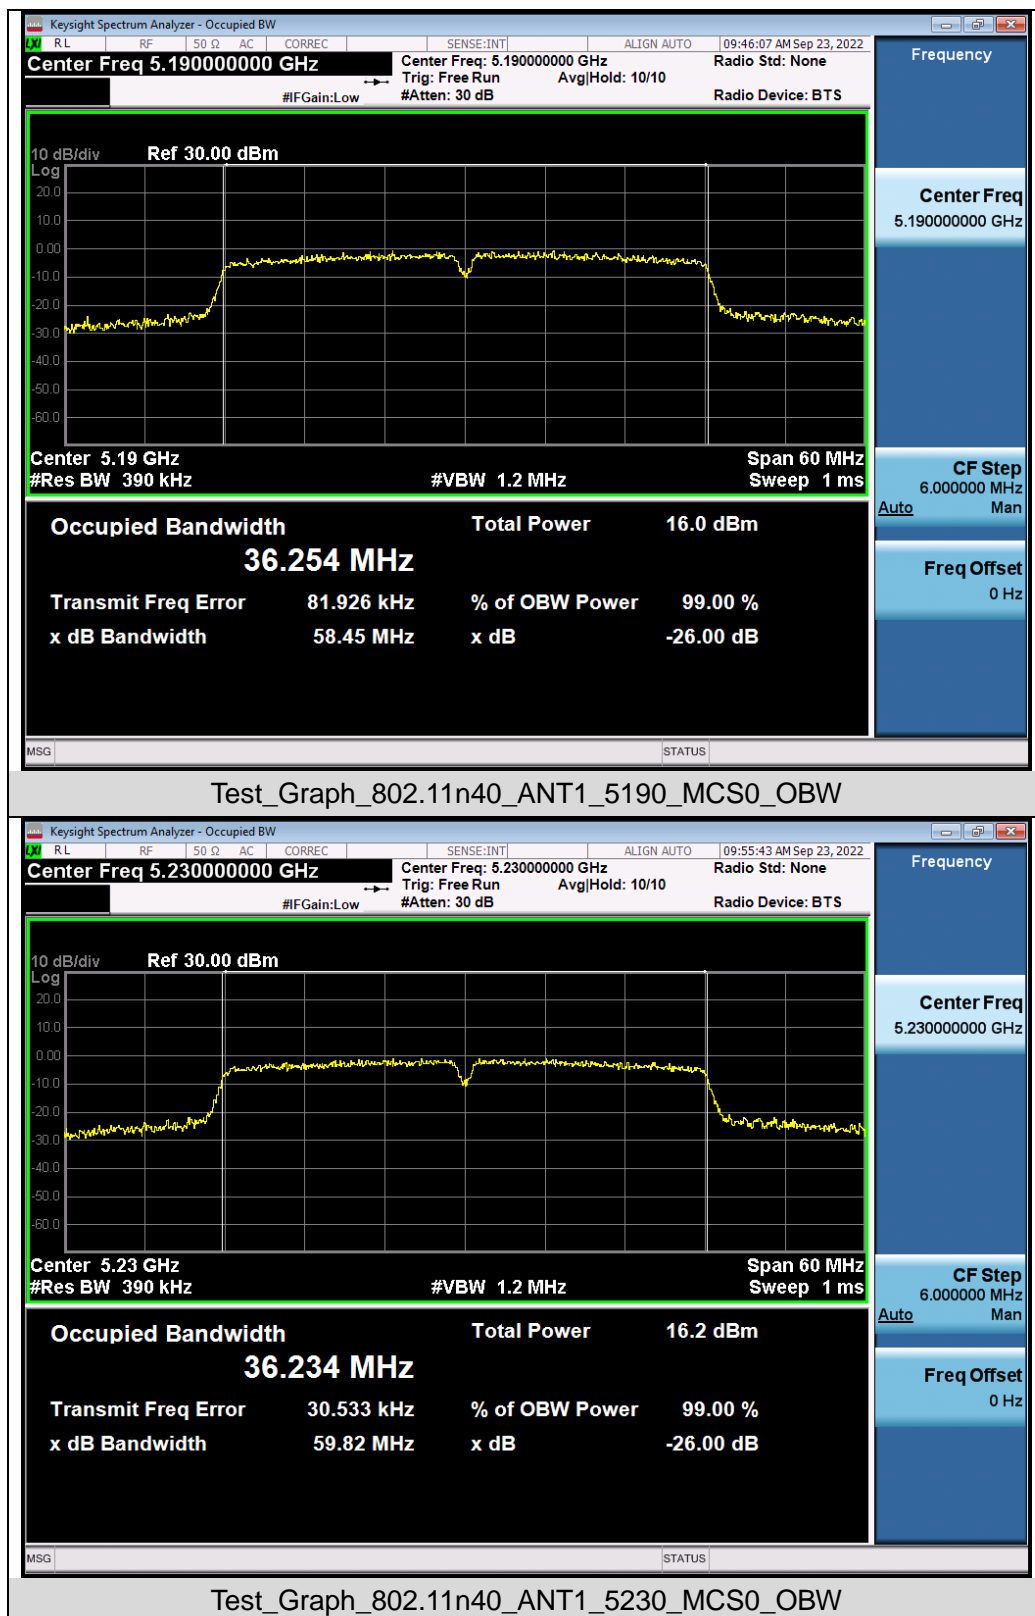 Keysight Spectrum Analyzer - Occupied BW
LXI RL RF 50 Ω AC CORREC SENSE:INT ALIGN AUTO 09:46:07 AM Sep 23, 2022
Center Freq 5.190000000 GHz
Center Freq: 5.190000000 GHz Radio Std: None
Trig: Free Run Avg|Hold: 10/10
#IFGain:Low #Atten: 30 dB Radio Device: BTS
Frequency
10 dB/div Ref 30.00 dBm
Log
20.0
10.0
0.00
-10.0
-20.0
-30.0
-40.0
-50.0
-60.0
Center 5.19 GHz Span 60 MHz
#Res BW 390 kHz #VBW 1.2 MHz Sweep 1 ms
Center Freq
5.190000000 GHz
CF Step
6.000000 MHz
Auto Man
Freq Offset
0 Hz
Occupied Bandwidth Total Power 16.0 dBm
36.254 MHz
Transmit Freq Error 81.926 kHz % of OBW Power 99.00 %
x dB Bandwidth 58.45 MHz x dB -26.00 dB
MSG STATUS
Test_Graph_802.11n40_ANT1_5190_MCS0_OBW
Keysight Spectrum Analyzer - Occupied BW
LXI RL RF 50 Ω AC CORREC SENSE:INT ALIGN AUTO 09:55:43 AM Sep 23, 2022
Center Freq 5.230000000 GHz
Center Freq: 5.230000000 GHz Radio Std: None
Trig: Free Run Avg|Hold: 10/10
#IFGain:Low #Atten: 30 dB Radio Device: BTS
Frequency
10 dB/div Ref 30.00 dBm
Log
20.0
10.0
0.00
-10.0
-20.0
-30.0
-40.0
-50.0
-60.0
Center 5.23 GHz Span 60 MHz
#Res BW 390 kHz #VBW 1.2 MHz Sweep 1 ms
Center Freq
5.230000000 GHz
CF Step
6.000000 MHz
Auto Man
Freq Offset
0 Hz
Occupied Bandwidth Total Power 16.2 dBm
36.234 MHz
Transmit Freq Error 30.533 kHz % of OBW Power 99.00 %
x dB Bandwidth 59.82 MHz x dB -26.00 dB
MSG STATUS
Test_Graph_802.11n40_ANT1_5230_MCS0_OBW